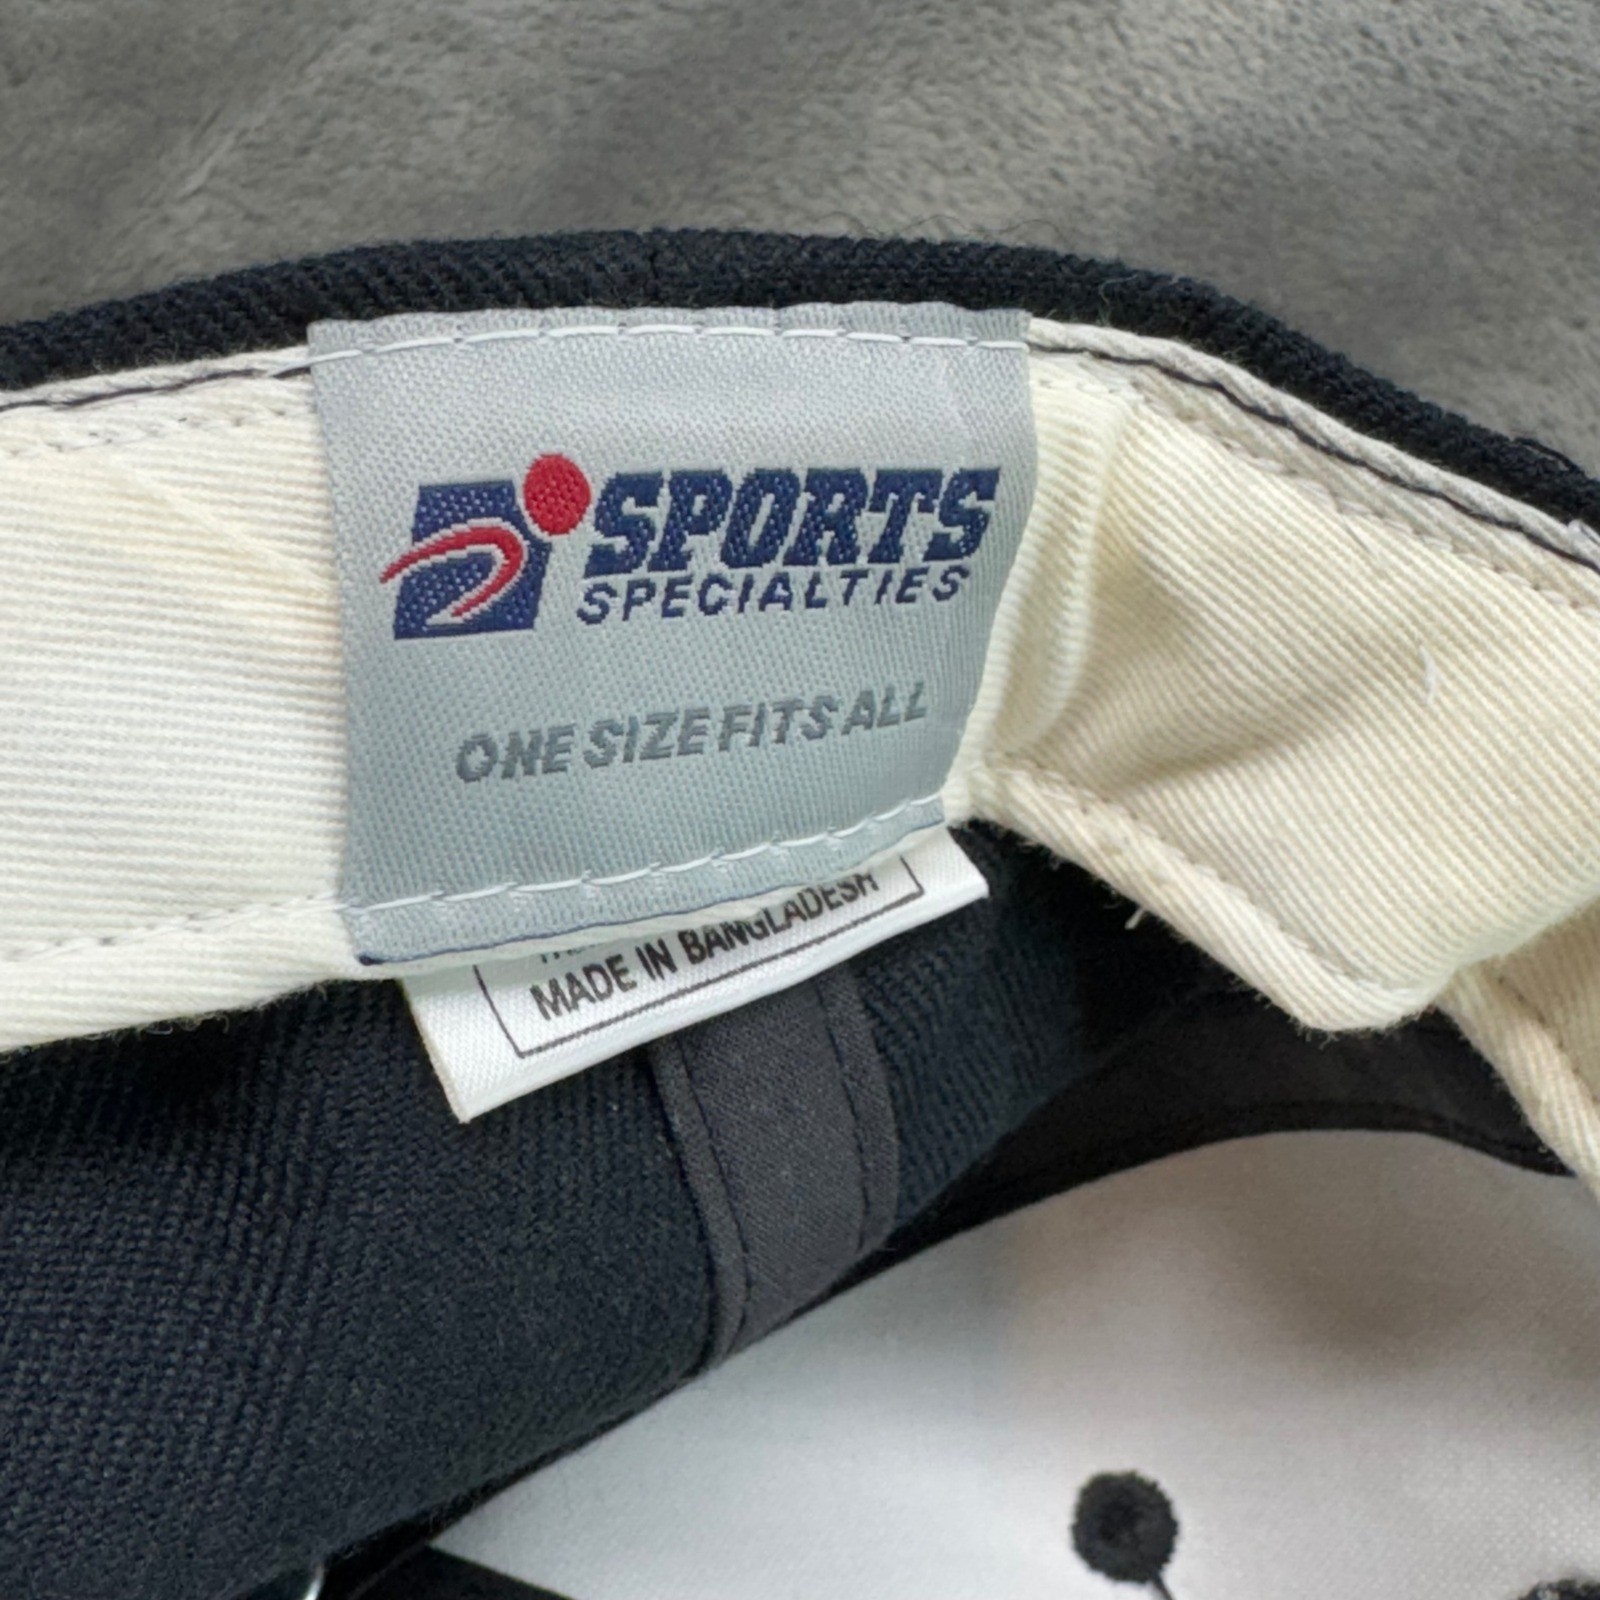 SPORTS
SPECIALTIES
ONE SIZE FITS ALL
MADE IN BANGLADESH